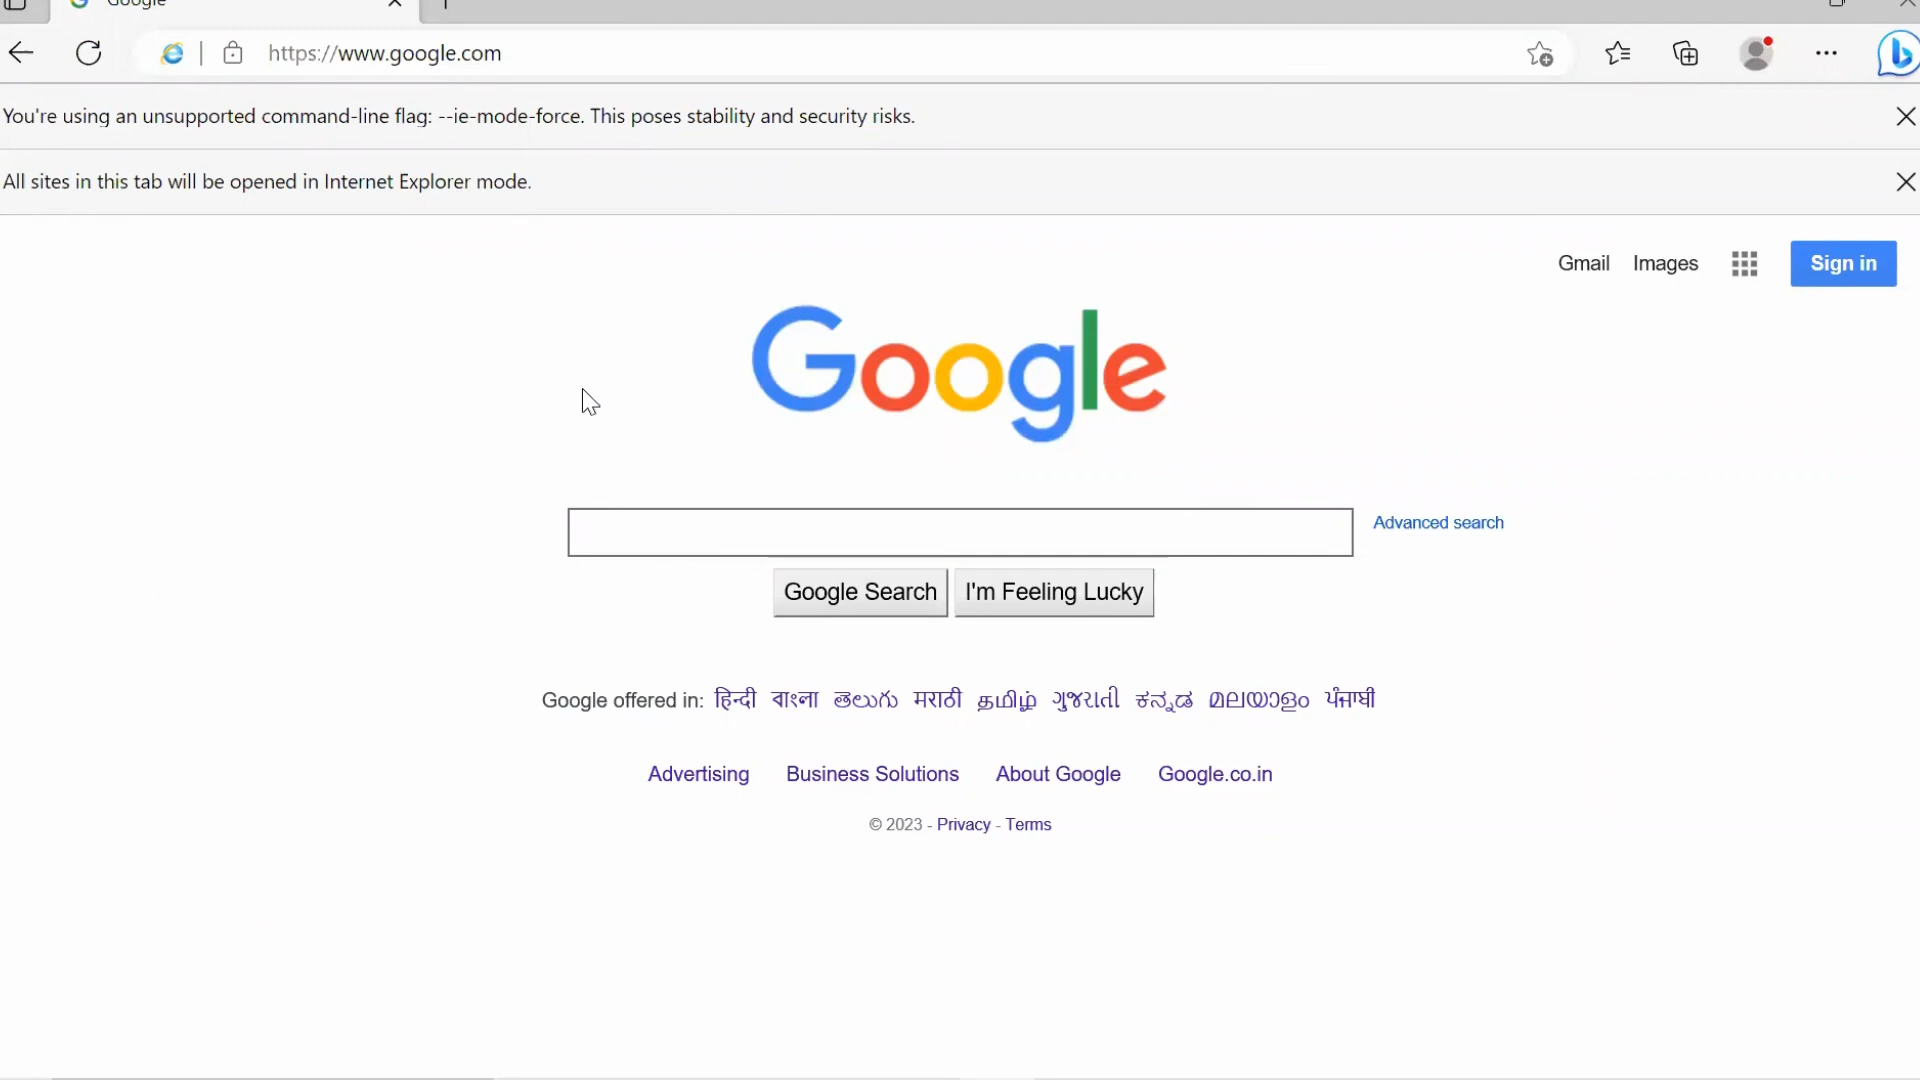 Google
https://www.google.com
You're using an unsupported command-line flag: --ie-mode-force. This poses stability and security risks.
All sites in this tab will be opened in Internet Explorer mode.
Gmail Images Sign in
Google
Advanced search
Google Search I'm Feeling Lucky
Google offered in: हिन्दी বাংলা తెలుగు मराठी தமிழ் ગુજરાતી ಕನ್ನಡ മലയാളം ਪੰਜਾਬੀ
Advertising Business Solutions About Google Google.co.in
© 2023 - Privacy - Terms